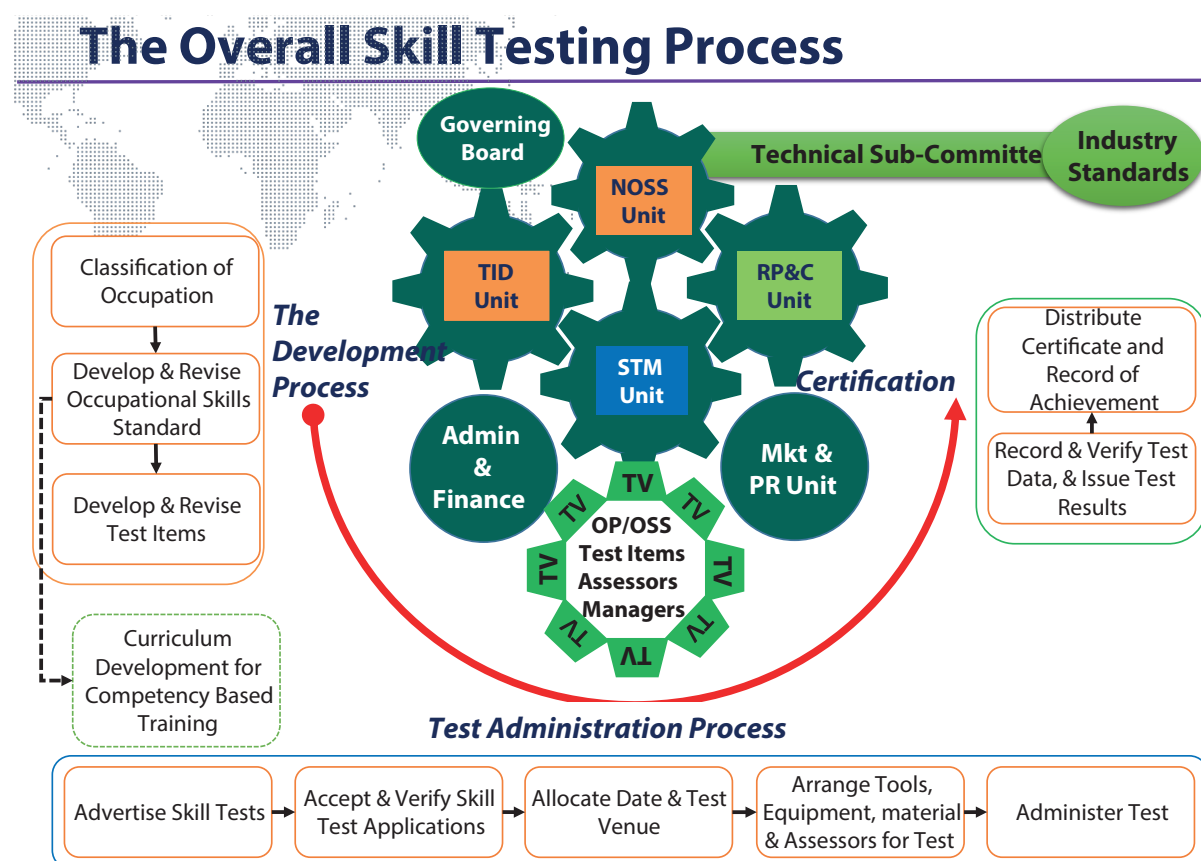 The Overall Skill Testing Process
Governing
Board
NOSS
Unit
Technical Sub-Committe
Industry
Standards
TID
Unit
RP&C
Unit
STM
Unit
Admin
&
Finance
Mkt &
PR Unit
TV
TV
TV
TV
TV
TV
TV
TV
OP/OSS
Test Items
Assessors
Managers
The
Development
Process
Classification of
Occupation
Develop & Revise
Occupational Skills
Standard
Develop & Revise
Test Items
Curriculum
Development for
Competency Based
Training
Certification
Distribute
Certificate and
Record of
Achievement
Record & Verify Test
Data, & Issue Test
Results
Test Administration Process
Advertise Skill Tests
Accept & Verify Skill
Test Applications
Allocate Date & Test
Venue
Arrange Tools,
Equipment, material
& Assessors for Test
Administer Test